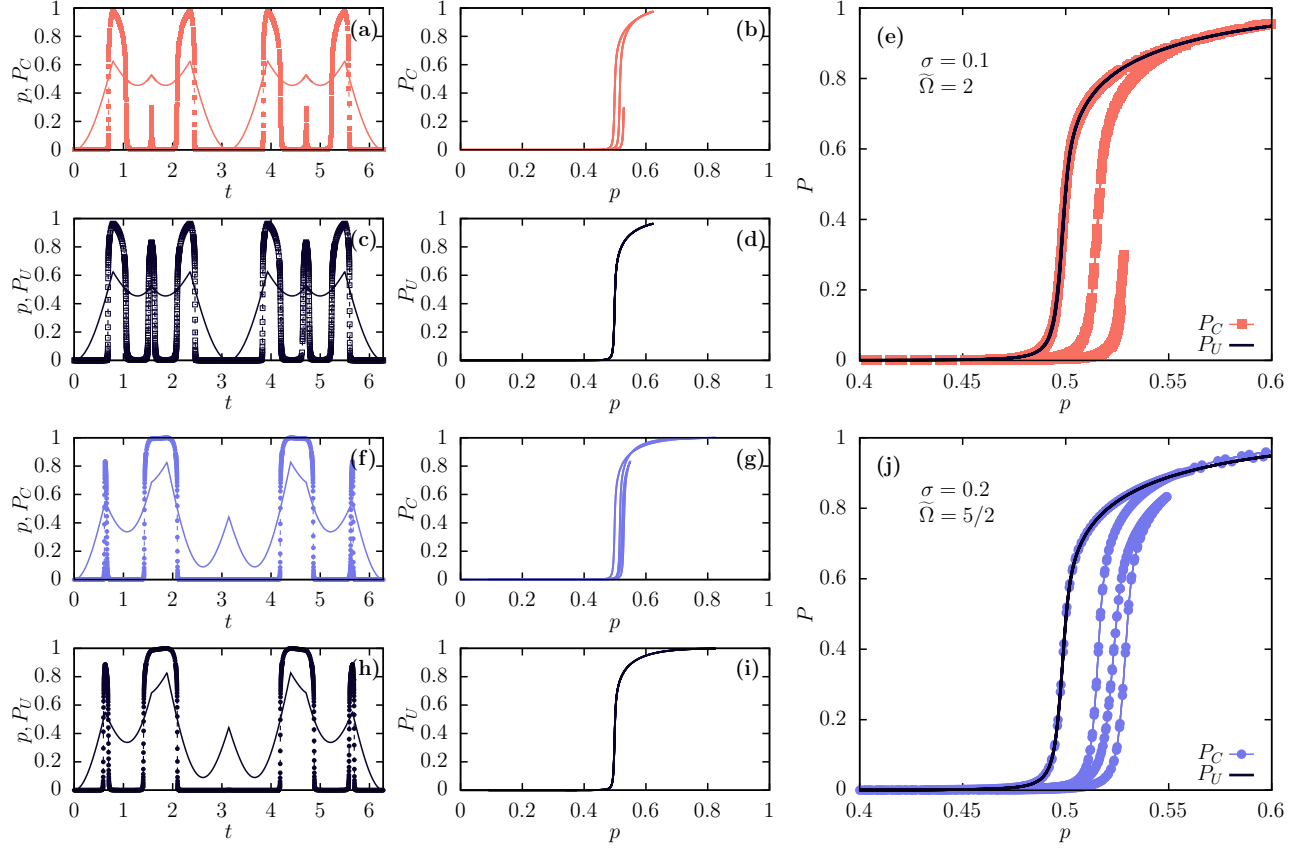 (a)
p, P_C
1
0.8
0.6
0.4
0.2
0
0 1 2 3 4 5 6
t
(b)
P_C
1
0.8
0.6
0.4
0.2
0
0 0.2 0.4 0.6 0.8 1
p
(c)
p, P_U
1
0.8
0.6
0.4
0.2
0
0 1 2 3 4 5 6
t
(d)
P_U
1
0.8
0.6
0.4
0.2
0
0 0.2 0.4 0.6 0.8 1
p
(e)
σ = 0.1
Ω̃ = 2
P
1
0.8
0.6
0.4
0.2
0
P_C
P_U
0.4 0.45 0.5 0.55 0.6
p
(f)
p, P_C
1
0.8
0.6
0.4
0.2
0
0 1 2 3 4 5 6
t
(g)
P_C
1
0.8
0.6
0.4
0.2
0
0 0.2 0.4 0.6 0.8 1
p
(h)
p, P_U
1
0.8
0.6
0.4
0.2
0
0 1 2 3 4 5 6
t
(i)
P_U
1
0.8
0.6
0.4
0.2
0
0 0.2 0.4 0.6 0.8 1
p
(j)
σ = 0.2
Ω̃ = 5/2
P
1
0.8
0.6
0.4
0.2
0
P_C
P_U
0.4 0.45 0.5 0.55 0.6
p